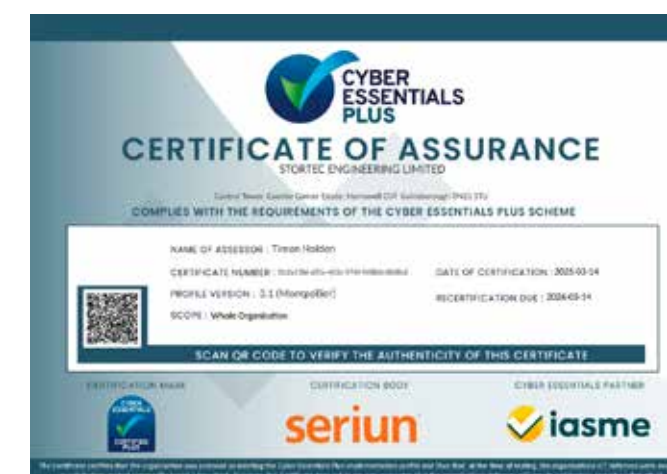 CYBER
ESSENTIALS
PLUS
CERTIFICATE OF ASSURANCE
STORTEC ENGINEERING LIMITED
COMPLIES WITH THE REQUIREMENTS OF THE CYBER ESSENTIALS PLUS SCHEME
NAME OF ASSESSOR :
CERTIFICATE NUMBER :
DATE OF CERTIFICATION : 2025-03-14
PROFILE VERSION : 3.1 (Montpellier)
RECERTIFICATION DUE : 2026-03-14
SCOPE : Whole Organisation
SCAN QR CODE TO VERIFY THE AUTHENTICITY OF THIS CERTIFICATE
CERTIFICATION MARK
CERTIFICATION BODY
CYBER ESSENTIALS PARTNER
CYBER
ESSENTIALS
CERTIFIED
PLUS
seriun
iasme